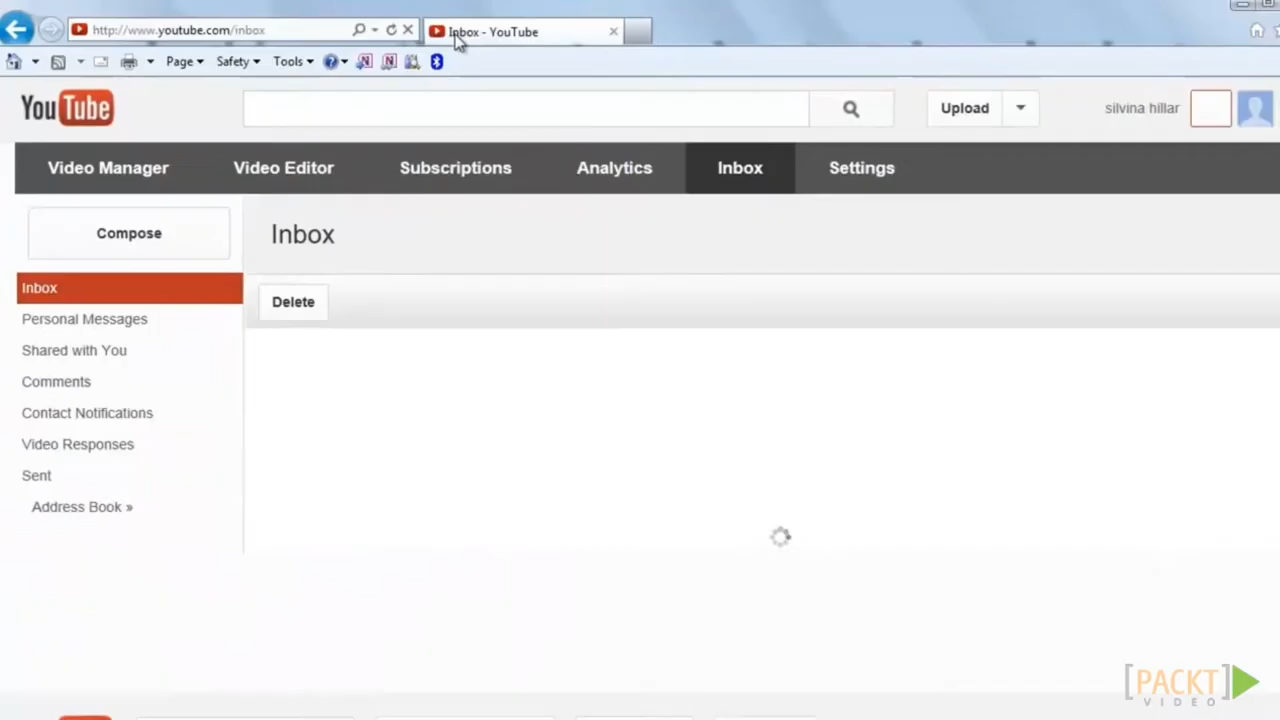 http://www.youtube.com/inbox
Inbox - YouTube
Page
Safety
Tools
YouTube
Upload
silvina hillar
Video Manager
Video Editor
Subscriptions
Analytics
Inbox
Settings
Compose
Inbox
Inbox
Delete
Personal Messages
Shared with You
Comments
Contact Notifications
Video Responses
Sent
Address Book »
[PACKT]
VIDEO